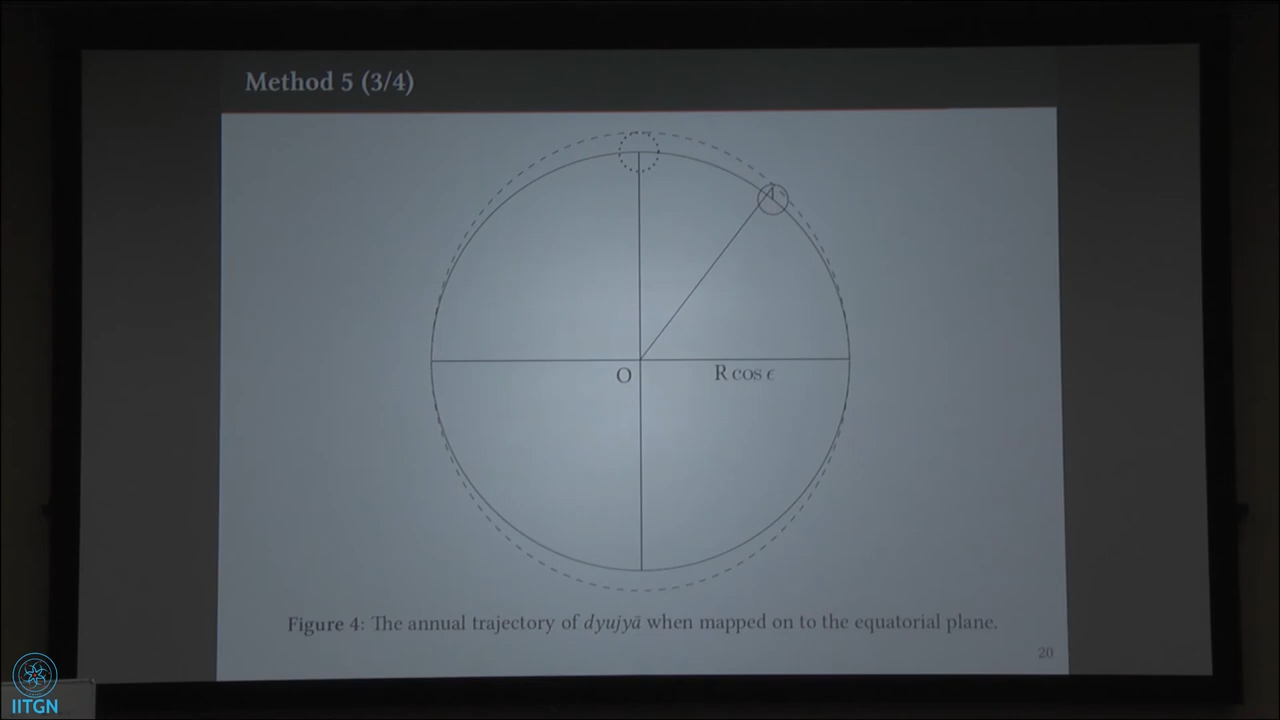 Method 5 (3/4)
O
R cos ϵ
Figure 4: The annual trajectory of dyujyā when mapped on to the equatorial plane.
20
IITGN